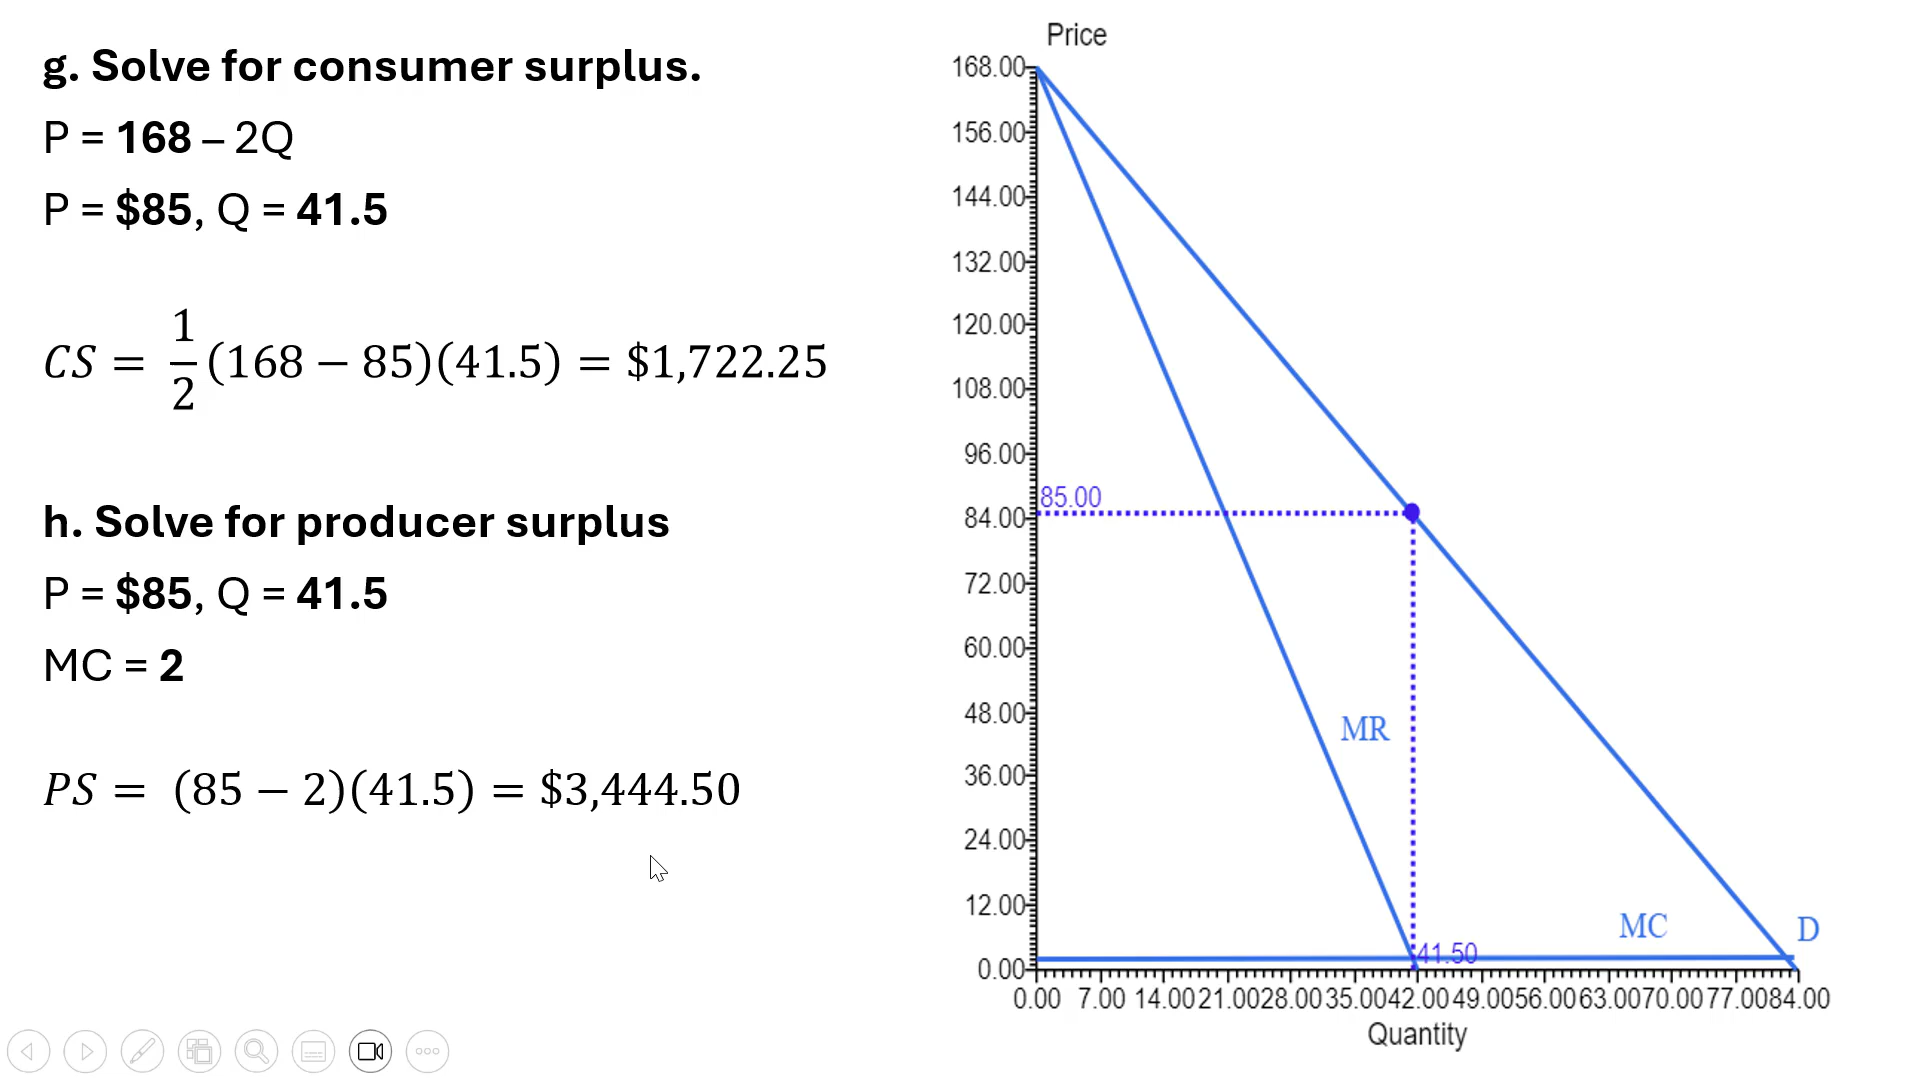 g. Solve for consumer surplus.
P = 168 – 2Q
P = $85, Q = 41.5
CS = 1/2 (168 − 85)(41.5) = $1,722.25
h. Solve for producer surplus
P = $85, Q = 41.5
MC = 2
PS = (85 − 2)(41.5) = $3,444.50
Price
168.00
156.00
144.00
132.00
120.00
108.00
96.00
85.00
84.00
72.00
60.00
48.00
MR
36.00
24.00
12.00
MC
D
41.50
0.00
0.00 7.00 14.00 21.00 28.00 35.00 42.00 49.00 56.00 63.00 70.00 77.00 84.00
Quantity